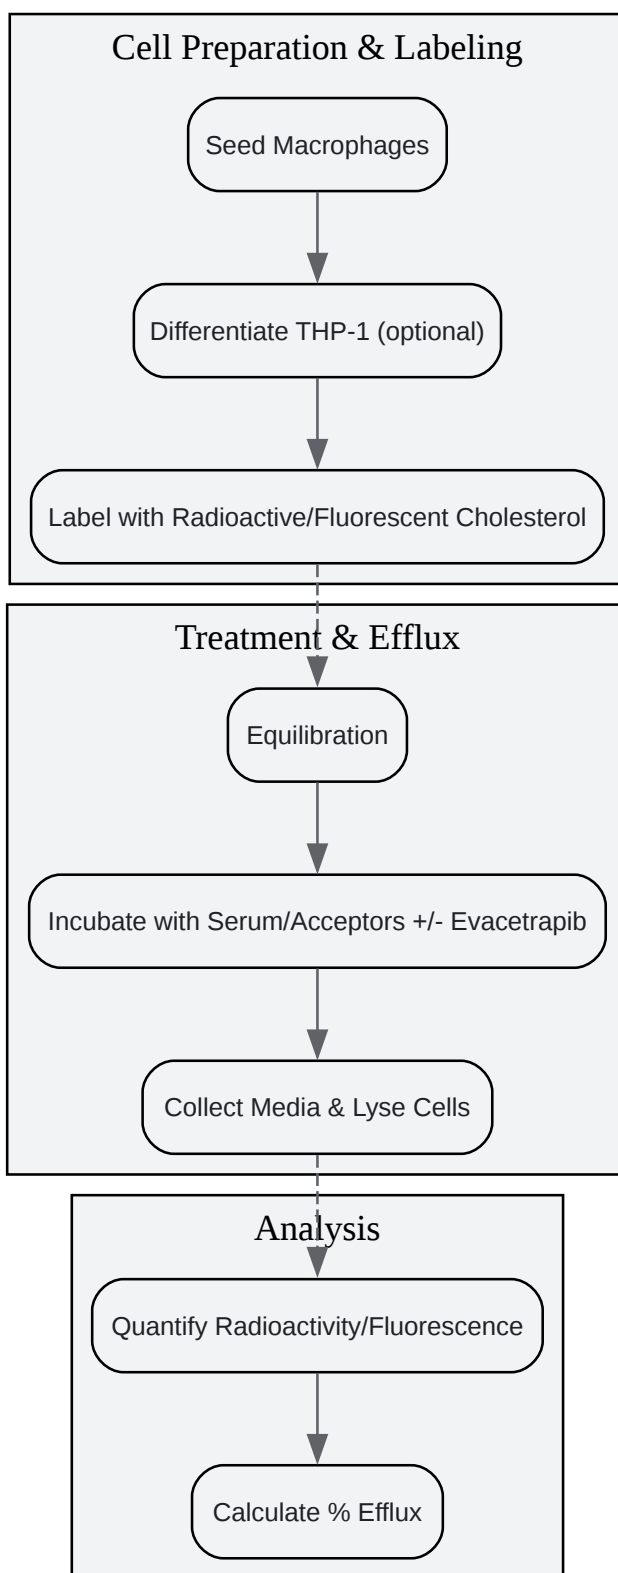 Cell Preparation & Labeling
Seed Macrophages
Differentiate THP-1 (optional)
Label with Radioactive/Fluorescent Cholesterol
Treatment & Efflux
Equilibration
Incubate with Serum/Acceptors +/- Evacetrapib
Collect Media & Lyse Cells
Analysis
Quantify Radioactivity/Fluorescence
Calculate % Efflux